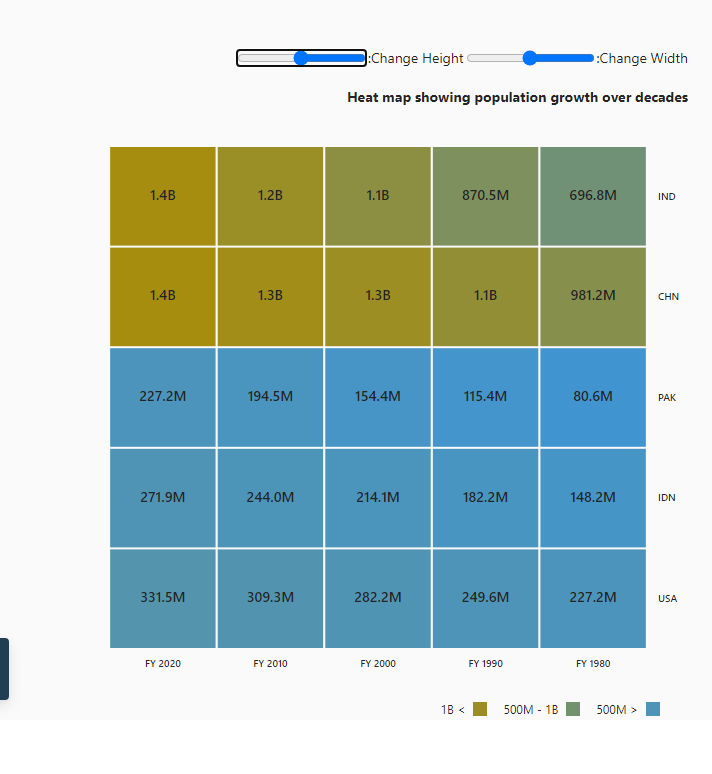 :Change Height :Change Width
Heat map showing population growth over decades
1.4B 1.2B 1.1B 870.5M 696.8M IND
1.4B 1.3B 1.3B 1.1B 981.2M CHN
227.2M 194.5M 154.4M 115.4M 80.6M PAK
271.9M 244.0M 214.1M 182.2M 148.2M IDN
331.5M 309.3M 282.2M 249.6M 227.2M USA
FY 2020 FY 2010 FY 2000 FY 1990 FY 1980
1B < 500M - 1B 500M >